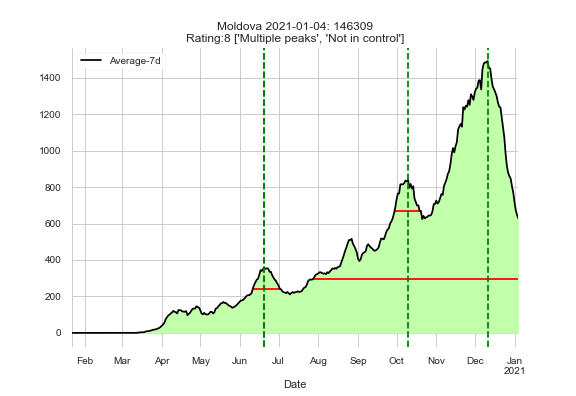 Moldova 2021-01-04: 146309
Rating:8 ['Multiple peaks', 'Not in control']
Average-7d
1400
1200
1000
800
600
400
200
0
Feb Mar Apr May Jun Jul Aug Sep Oct Nov Dec Jan
2021
Date